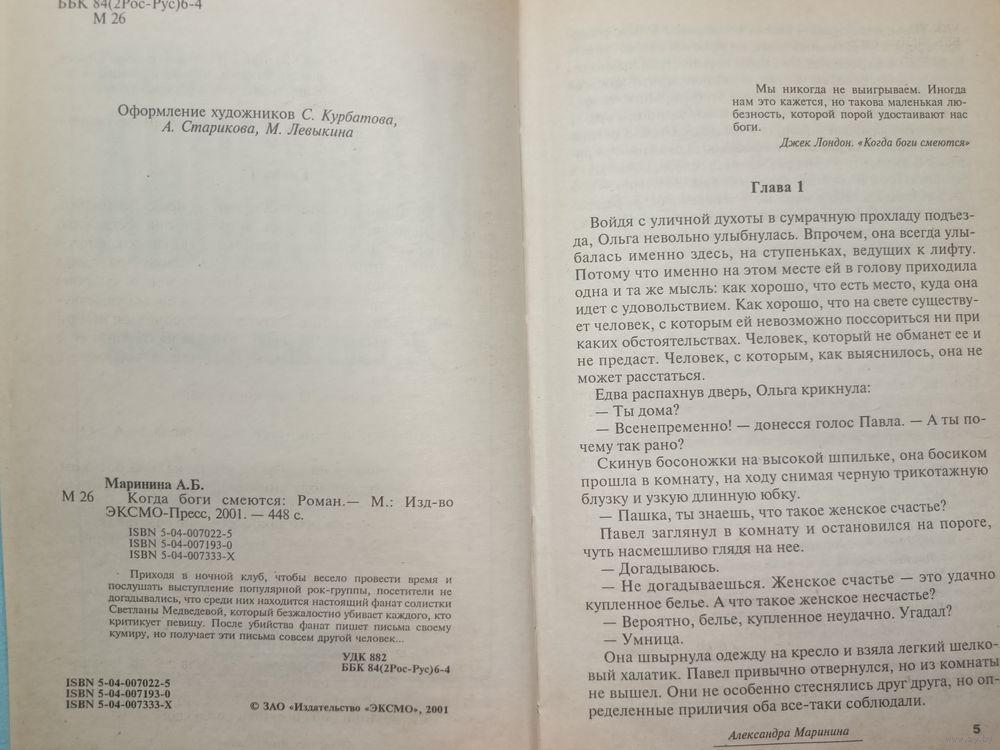 ББК 84(2Рос-Рус)6-4
М 26
Оформление художников С. Курбатова,
А. Старикова, М. Левыкина
Маринина А.Б.
М 26 Когда боги смеются: Роман.— М.: Изд-во
ЭКСМО-Пресс, 2001. — 448 с.
ISBN 5-04-007022-5
ISBN 5-04-007193-0
ISBN 5-04-007333-X
Приходя в ночной клуб, чтобы весело провести время и
послушать выступление популярной рок-группы, посетители не
догадывались, что среди них находится настоящий фанат солистки
Светланы Медведевой, который безжалостно убивает каждого, кто
критикует певицу. После убийства фанат пишет письма своему
кумиру, но получает эти письма совсем другой человек...
УДК 882
ББК 84(2Рос-Рус)6-4
ISBN 5-04-007022-5
ISBN 5-04-007193-0
ISBN 5-04-007333-X
© ЗАО «Издательство «ЭКСМО», 2001
Мы никогда не выигрываем. Иногда
нам это кажется, но такова маленькая лю-
безность, которой порой удостаивают нас
боги.
Джек Лондон. «Когда боги смеются»
Глава 1
Войдя с уличной духоты в сумрачную прохладу подъез-
да, Ольга невольно улыбнулась. Впрочем, она всегда улы-
балась именно здесь, на ступеньках, ведущих к лифту.
Потому что именно на этом месте ей в голову приходила
одна и та же мысль: как хорошо, что есть место, куда она
идет с удовольствием. Как хорошо, что на свете существу-
ет человек, с которым ей невозможно поссориться ни при
каких обстоятельствах. Человек, который не обманет ее и
не предаст. Человек, с которым, как выяснилось, она не
может расстаться.
Едва распахнув дверь, Ольга крикнула:
— Ты дома?
— Всенепременно! — донесся голос Павла. — А ты по-
чему так рано?
Скинув босоножки на высокой шпильке, она босиком
прошла в комнату, на ходу снимая черную трикотажную
блузку и узкую длинную юбку.
— Пашка, ты знаешь, что такое женское счастье?
Павел заглянул в комнату и остановился на пороге,
чуть насмешливо глядя на нее.
— Догадываюсь.
— Не догадываешься. Женское счастье — это удачно
купленное белье. А что такое женское несчастье?
— Вероятно, белье, купленное неудачно. Угадал?
— Умница.
Она швырнула одежду на кресло и взяла легкий шелко-
вый халатик. Павел привычно отвернулся, но из комнаты
не вышел. Они не особенно стеснялись друг друга, но оп-
ределенные приличия оба все-таки соблюдали.
Александра Маринина 5